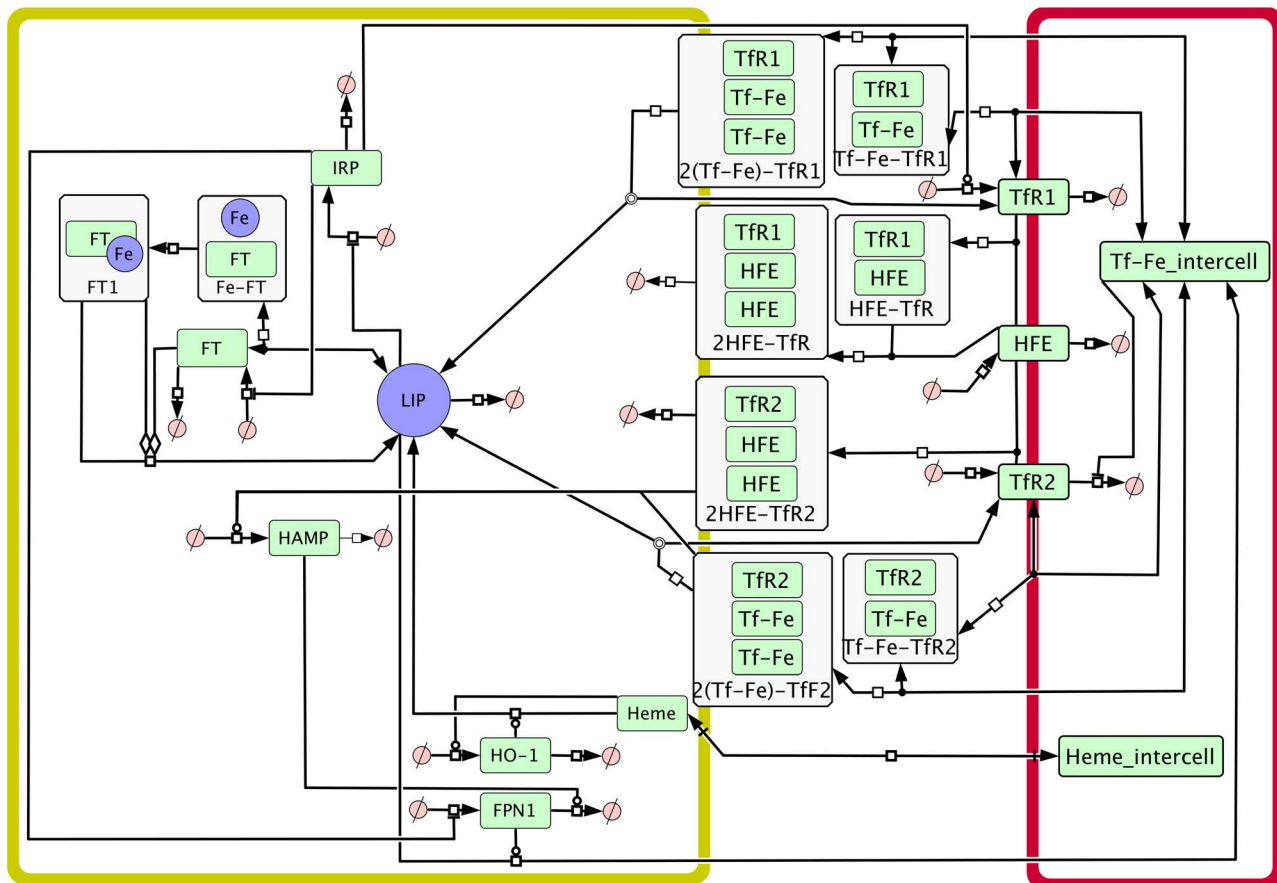 TfR1
Tf-Fe
Tf-Fe
2(Tf-Fe)-TfR1
TfR1
Tf-Fe
Tf-Fe-TfR1
IRP
TfR1
FT
Fe
FT1
Fe
FT
Fe-FT
TfR1
HFE
HFE
2HFE-TfR
TfR1
HFE
HFE-TfR
Tf-Fe_intercell
FT
HFE
LIP
TfR2
HFE
HFE
2HFE-TfR2
TfR2
HAMP
TfR2
Tf-Fe
Tf-Fe
2(Tf-Fe)-TfF2
TfR2
Tf-Fe
Tf-Fe-TfR2
Heme
HO-1
Heme_intercell
FPN1